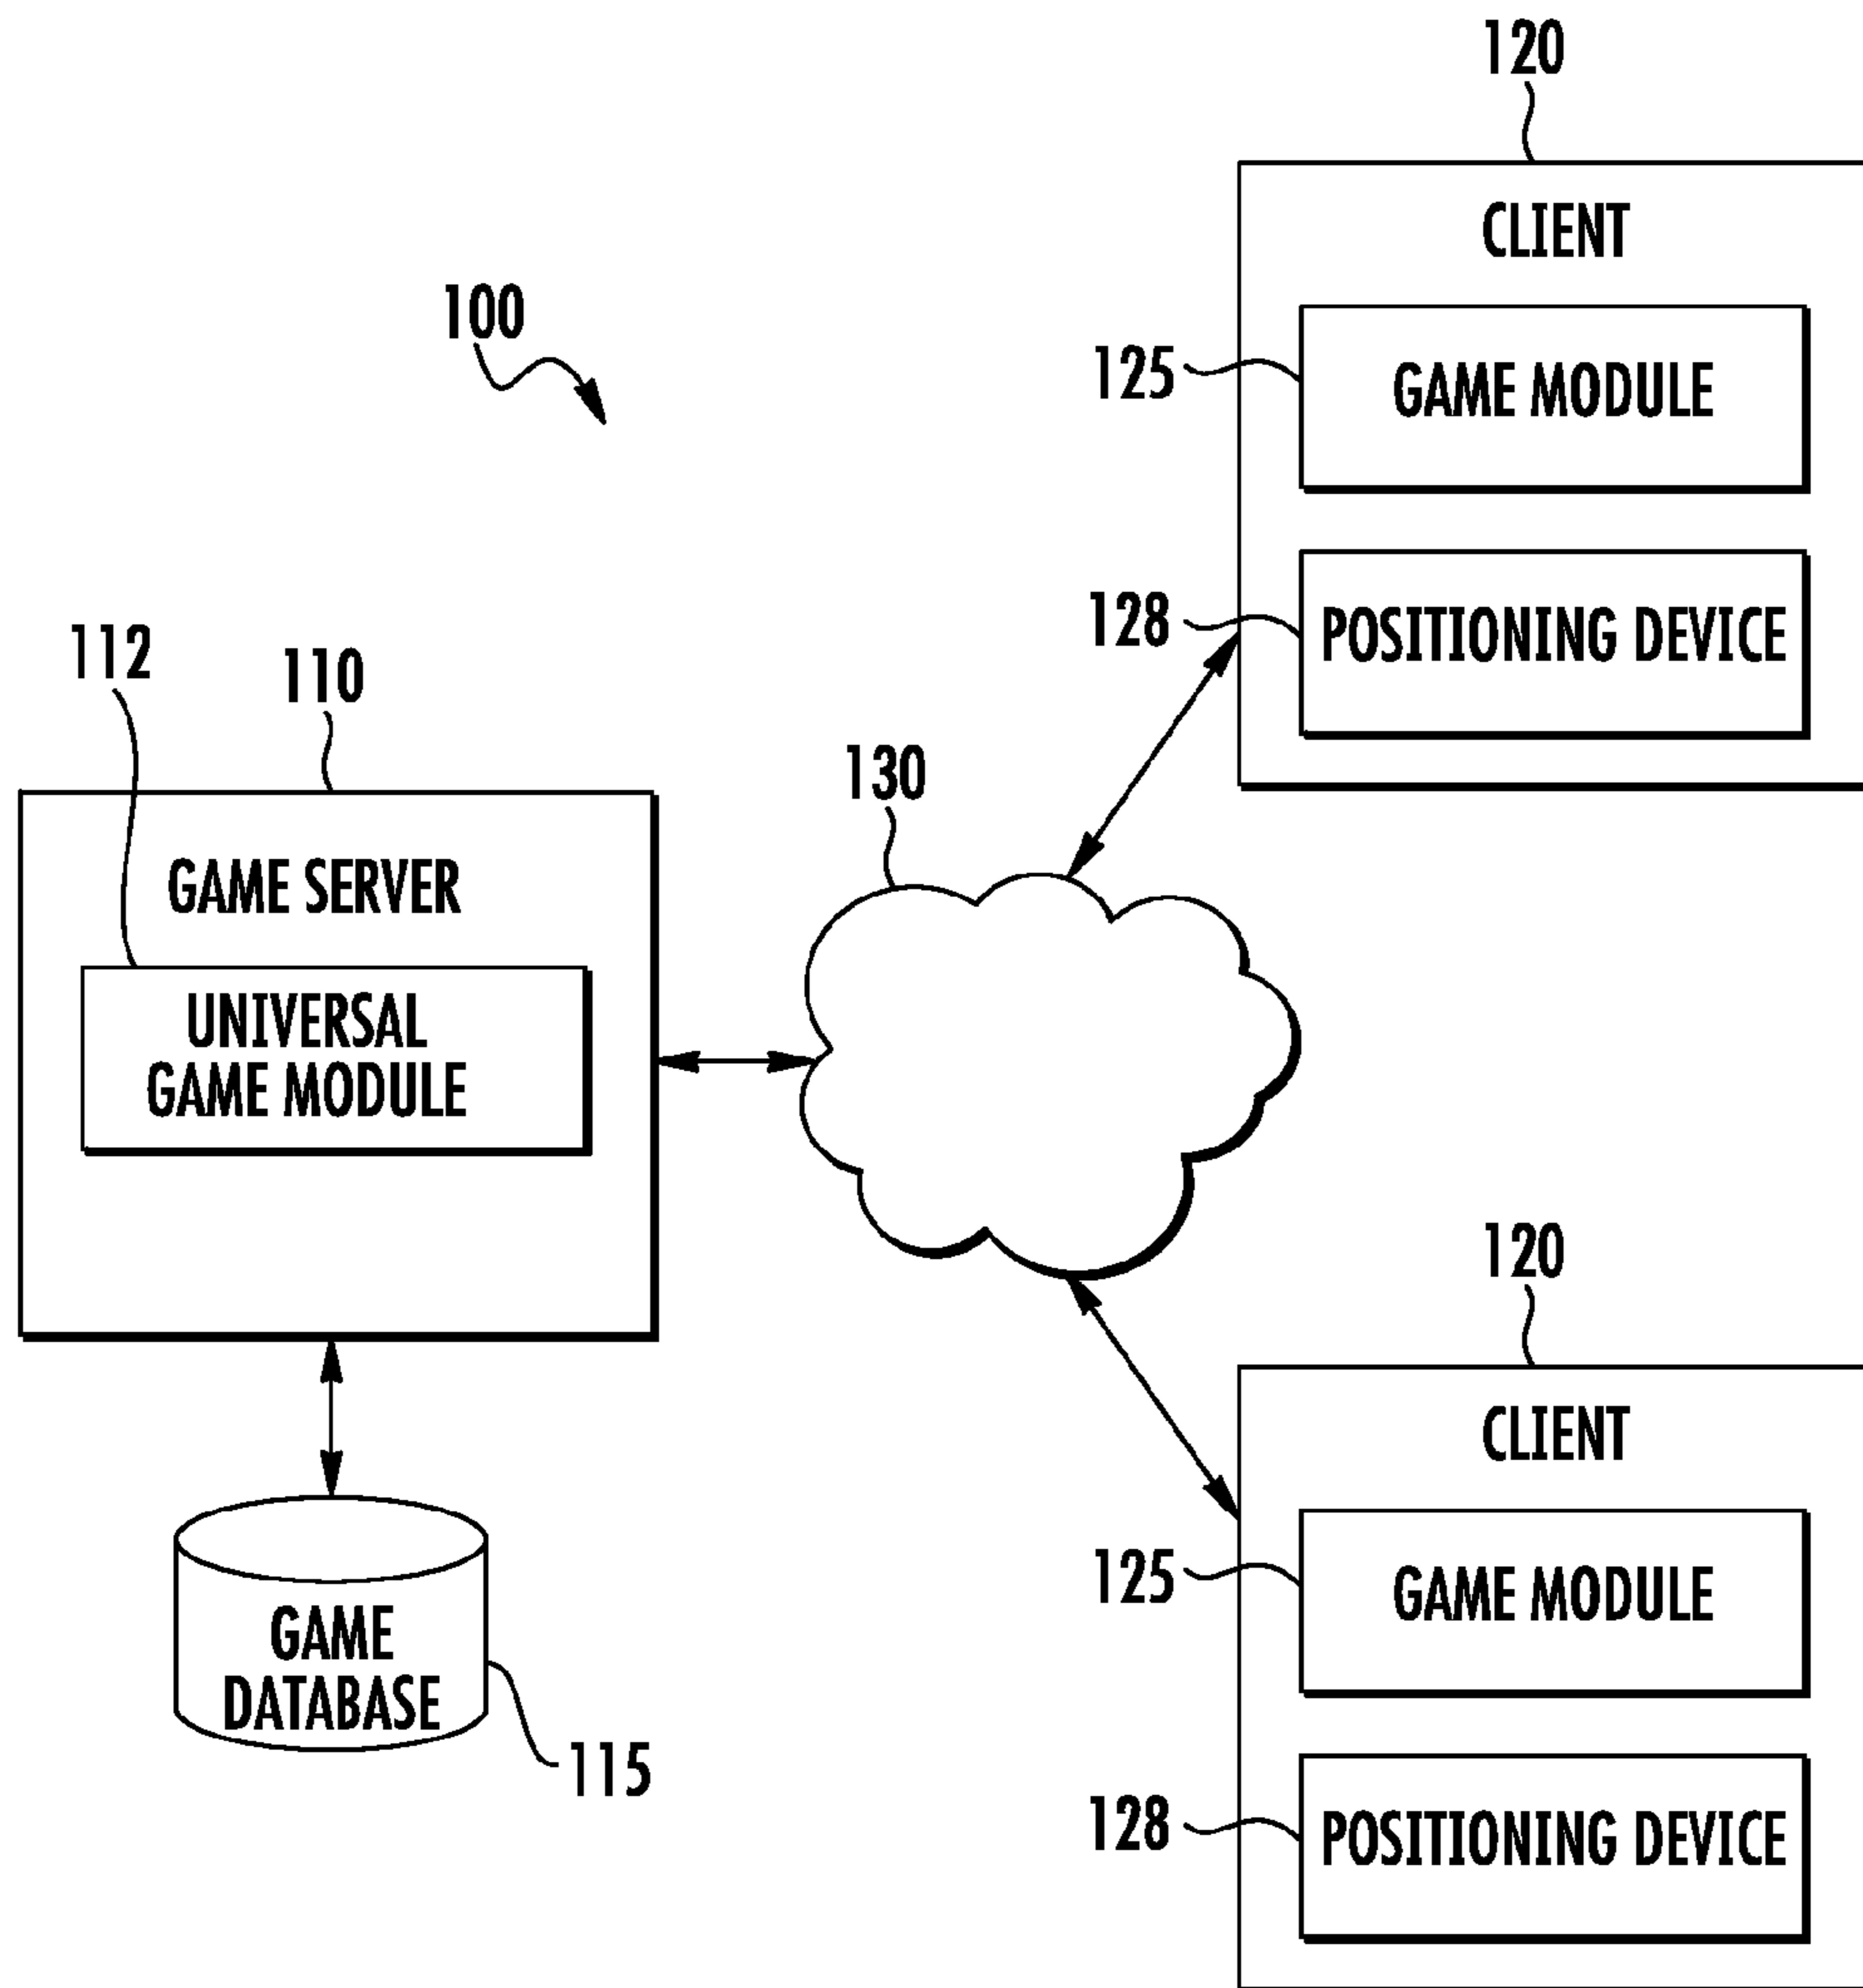 120
CLIENT
100
125
GAME MODULE
128
POSITIONING DEVICE
112
110
130
GAME SERVER
UNIVERSAL
GAME MODULE
120
CLIENT
125
GAME MODULE
GAME
DATABASE
115
128
POSITIONING DEVICE